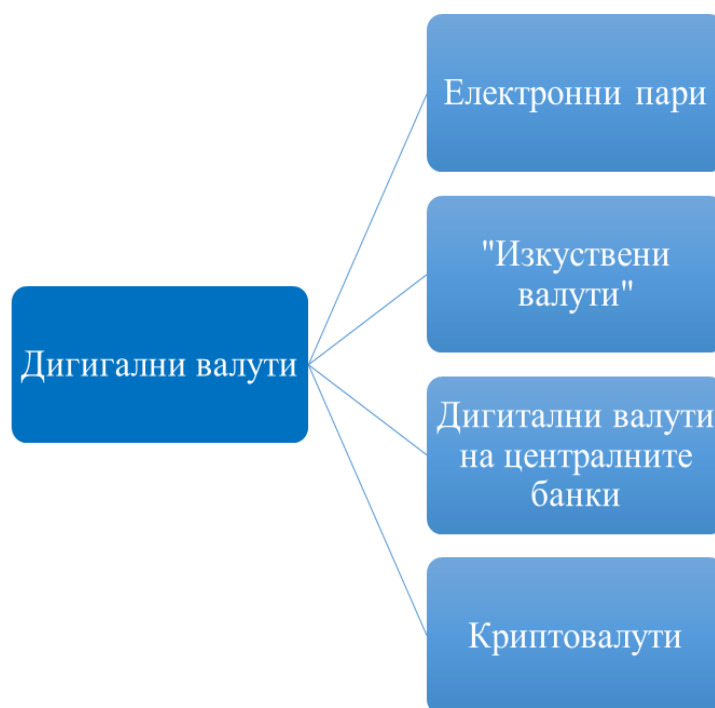 Електронни пари
"Изкуствени
валути"
Дигигални валути
Дигитални валути
на централните
банки
Криптовалути